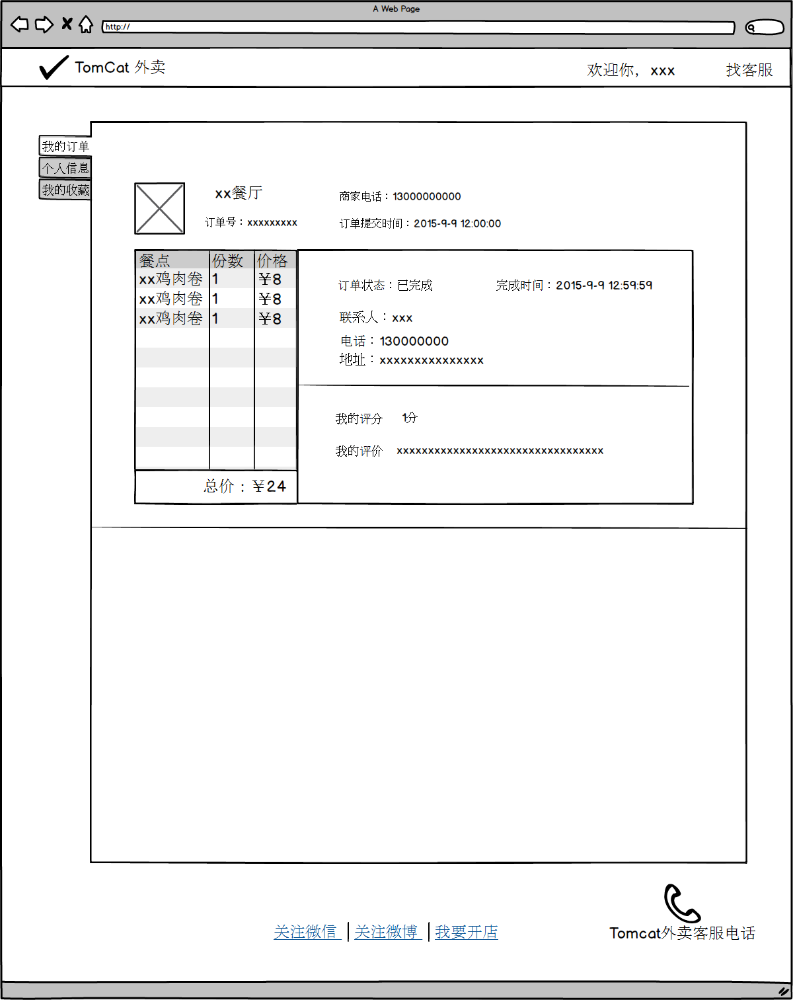 A Web Page
http://
TomCat 外卖
欢迎你，xxx
找客服
我的订单
个人信息
我的收藏
xx餐厅
商家电话：13000000000
订单号：xxxxxxxxx
订单提交时间：2015-9-9 12:00:00
餐点 份数 价格
xx鸡肉卷 1 ￥8
xx鸡肉卷 1 ￥8
xx鸡肉卷 1 ￥8
总价：￥24
订单状态：已完成
完成时间：2015-9-9 12:59:59
联系人：xxx
电话：130000000
地址：xxxxxxxxxxxxxxx
我的评分 1分
我的评价 xxxxxxxxxxxxxxxxxxxxxxxxxxxxxxxxx
关注微信 | 关注微博 | 我要开店
Tomcat外卖客服电话